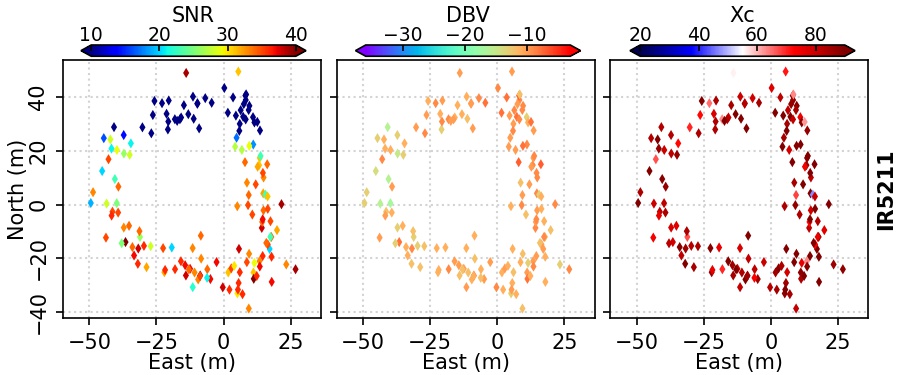 SNR DBV Xc
10 20 30 40 −30 −20 −10 20 40 60 80
40
20
0
−20
−40
North (m)
IR5211
−50 −25 0 25 −50 −25 0 25 −50 −25 0 25
East (m) East (m) East (m)